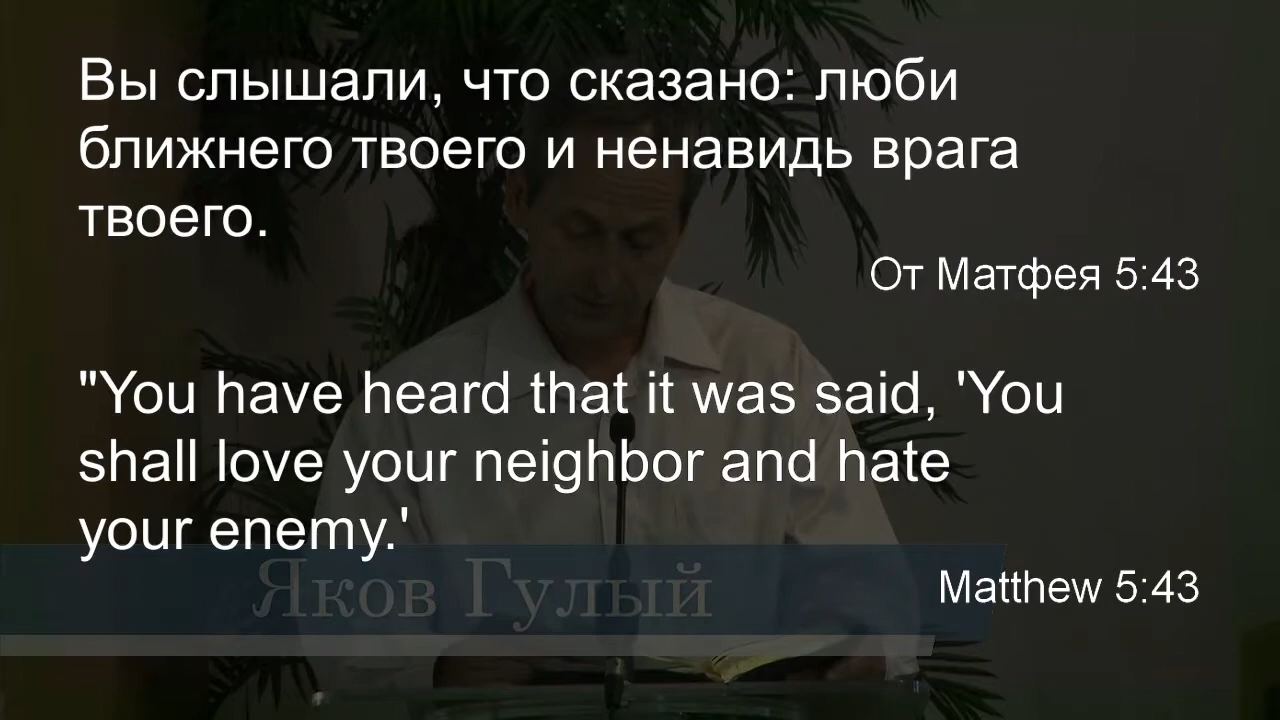 Вы слышали, что сказано: люби
ближнего твоего и ненавидь врага
твоего.
От Матфея 5:43
"You have heard that it was said, 'You
shall love your neighbor and hate
your enemy.'
Matthew 5:43
Яков Гулый